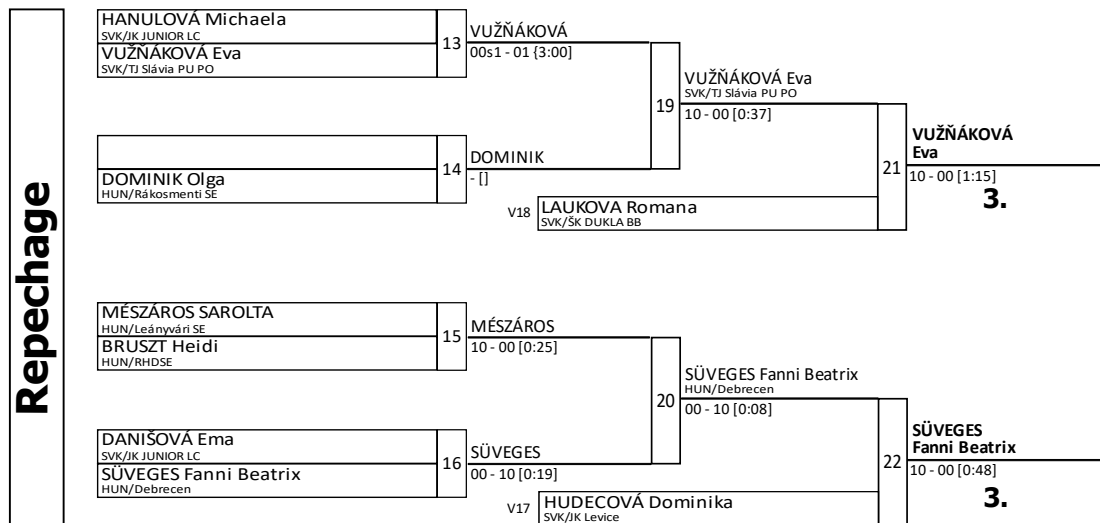 Repechage
HANULOVÁ Michaela
SVK/JK JUNIOR LC
VUŽŇÁKOVÁ Eva
SVK/TJ Slávia PU PO
13
VUŽŇÁKOVÁ
00s1 - 01 {3:00]
DOMINIK Olga
HUN/Rákosmenti SE
14
DOMINIK
- []
19
VUŽŇÁKOVÁ Eva
SVK/TJ Slávia PU PO
10 - 00 [0:37]
V18
LAUKOVA Romana
SVK/ŠK DUKLA BB
21
VUŽŇÁKOVÁ
Eva
10 - 00 [1:15]
3.
MÉSZÁROS SAROLTA
HUN/Leányvári SE
BRUSZT Heidi
HUN/RHDSE
15
MÉSZÁROS
10 - 00 [0:25]
DANIŠOVÁ Ema
SVK/JK JUNIOR LC
SÜVEGES Fanni Beatrix
HUN/Debrecen
16
SÜVEGES
00 - 10 [0:19]
20
SÜVEGES Fanni Beatrix
HUN/Debrecen
00 - 10 [0:08]
V17
HUDECOVÁ Dominika
SVK/JK Levice
22
SÜVEGES
Fanni Beatrix
10 - 00 [0:48]
3.